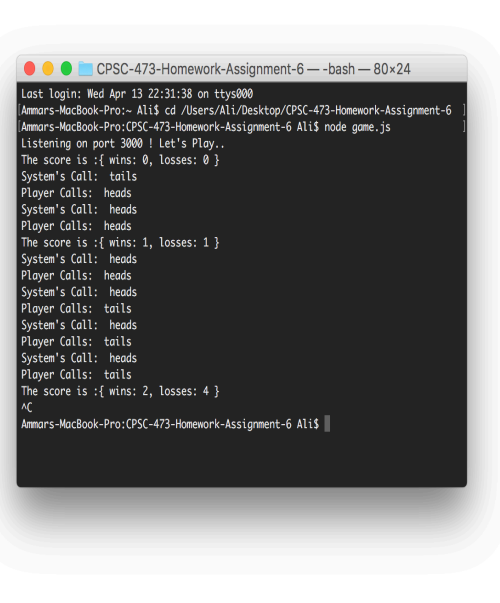 CPSC-473-Homework-Assignment-6 — -bash — 80×24
Last login: Wed Apr 13 22:31:38 on ttys000
[Ammars-MacBook-Pro:~ Ali$ cd /Users/Ali/Desktop/CPSC-473-Homework-Assignment-6 ]
[Ammars-MacBook-Pro:CPSC-473-Homework-Assignment-6 Ali$ node game.js ]
Listening on port 3000 ! Let's Play..
The score is :{ wins: 0, losses: 0 }
System's Call:  tails
Player Calls:  heads
System's Call:  heads
Player Calls:  heads
The score is :{ wins: 1, losses: 1 }
System's Call:  heads
Player Calls:  heads
System's Call:  heads
Player Calls:  tails
System's Call:  heads
Player Calls:  tails
System's Call:  heads
Player Calls:  tails
The score is :{ wins: 2, losses: 4 }
^C
Ammars-MacBook-Pro:CPSC-473-Homework-Assignment-6 Ali$